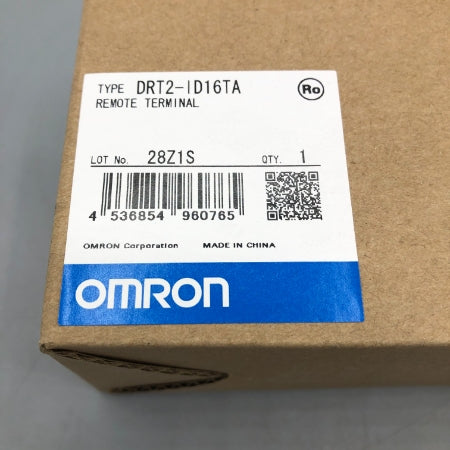 TYPE DRT2-ID16TA Ro
REMOTE TERMINAL
LOT No. 28Z1S QTY. 1
4 536854 960765
OMRON Corporation MADE IN CHINA
OMRON